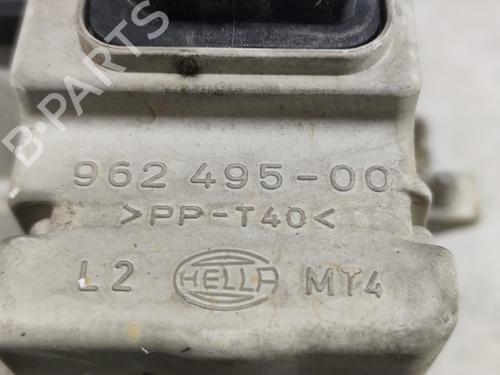 B-PARTS
962 495-00
>PP-T40<
L2 HELLA MT4